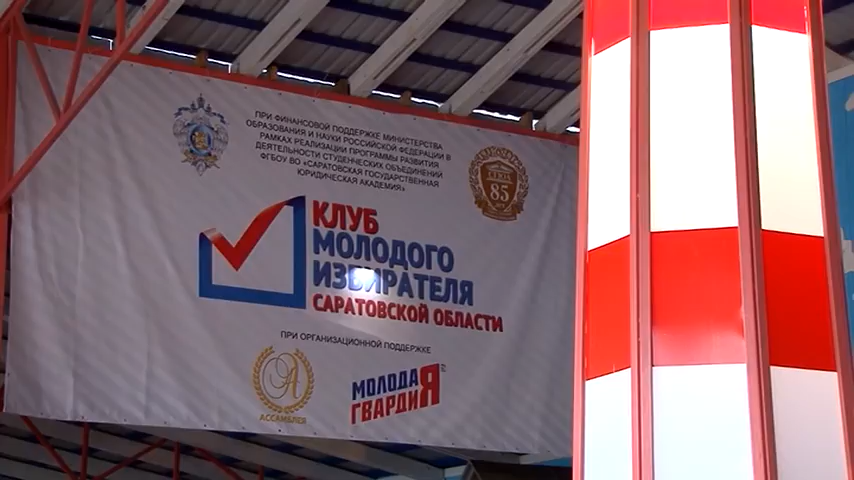 ПРИ ФИНАНСОВОЙ ПОДДЕРЖКЕ МИНИСТЕРСТВА
ОБРАЗОВАНИЯ И НАУКИ РОССИЙСКОЙ ФЕДЕРАЦИИ В
РАМКАХ РЕАЛИЗАЦИИ ПРОГРАММЫ РАЗВИТИЯ
ДЕЯТЕЛЬНОСТИ СТУДЕНЧЕСКИХ ОБЪЕДИНЕНИЙ
ФГБОУ ВО «САРАТОВСКАЯ ГОСУДАРСТВЕННАЯ
ЮРИДИЧЕСКАЯ АКАДЕМИЯ»
85
ЛЕТ
КЛУБ
МОЛОДОГО
ИЗБИРАТЕЛЯ
САРАТОВСКОЙ ОБЛАСТИ
ПРИ ОРГАНИЗАЦИОННОЙ ПОДДЕРЖКЕ
А
АССАМБЛЕЯ
МОЛОДАЯ
ГВАРДИЯ